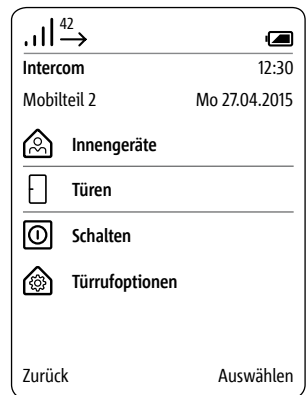 42
Intercom 12:30
Mobilteil 2 Mo 27.04.2015
Innengeräte
Türen
Schalten
Türrufoptionen
Zurück Auswählen